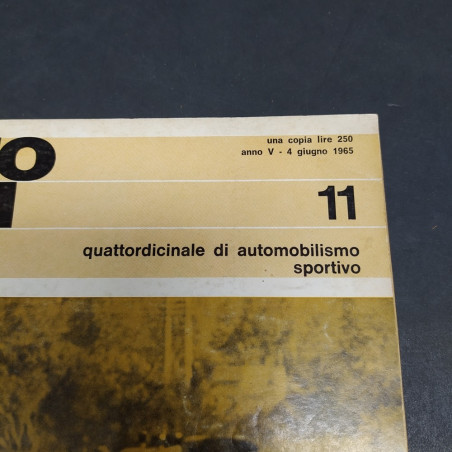 una copia lire 250
anno V - 4 giugno 1965
11
quattordicinale di automobilismo
sportivo